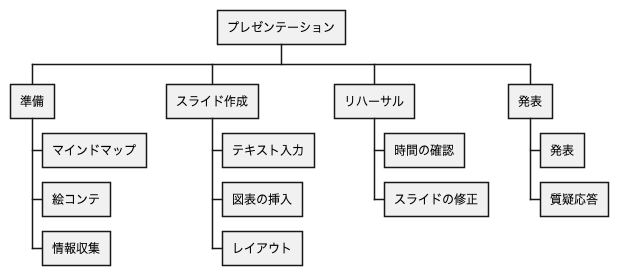 プレゼンテーション
準備
マインドマップ
絵コンテ
情報収集
スライド作成
テキスト入力
図表の挿入
レイアウト
リハーサル
時間の確認
スライドの修正
発表
発表
質疑応答